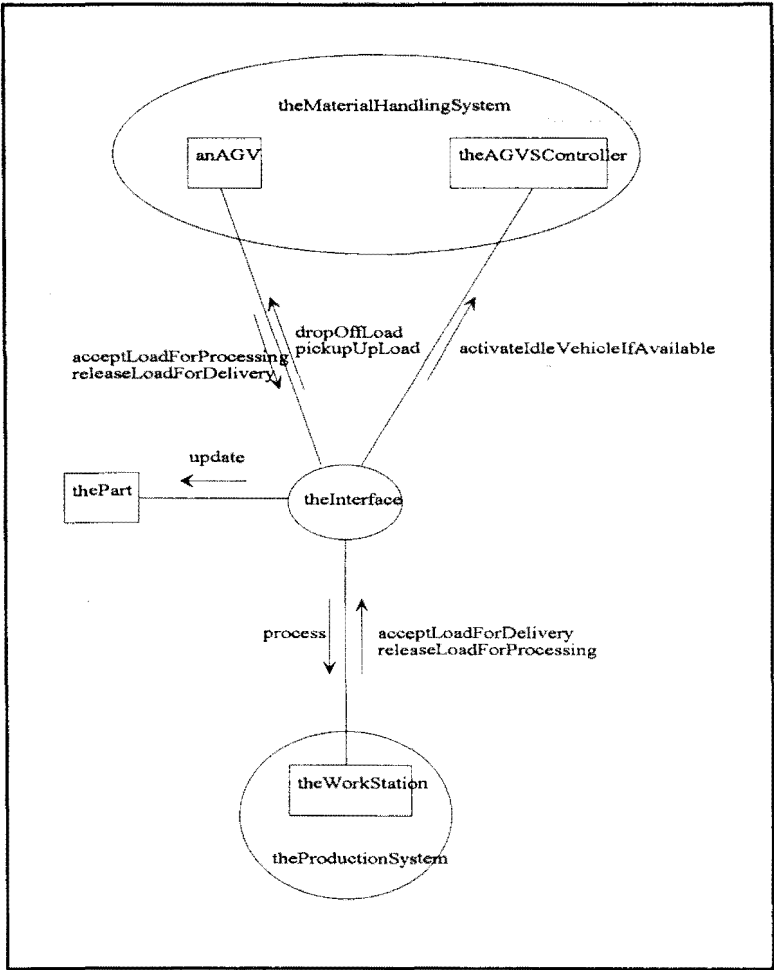 theMaterialHandlingSystem
anAGV
theAGVSController
dropOffLoad
pickupUpLoad
acceptLoadForProcessing
releaseLoadForDelivery
activateIdleVehicleIfAvailable
update
thePart
theInterface
process
acceptLoadForDelivery
releaseLoadForProcessing
theWorkStation
theProductionSystem